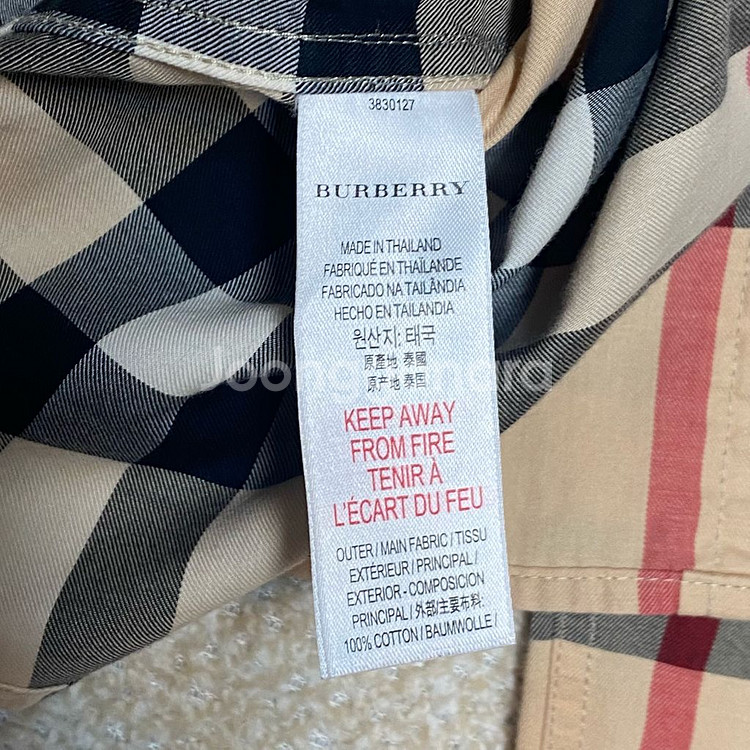 3830127
BURBERRY
MADE IN THAILAND
FABRIQUÉ EN THAÏLANDE
FABRICADO NA TAILÂNDIA
HECHO EN TAILANDIA
원산지: 태국
原產地: 泰國
原产地: 泰国
KEEP AWAY
FROM FIRE
TENIR À
L'ÉCART DU FEU
OUTER / MAIN FABRIC / TISSU
EXTÉRIEUR / PRINCIPAL /
EXTERIOR - COMPOSICION
PRINCIPAL / 外部/主要布料:
100% COTTON / BAUMWOLLE /